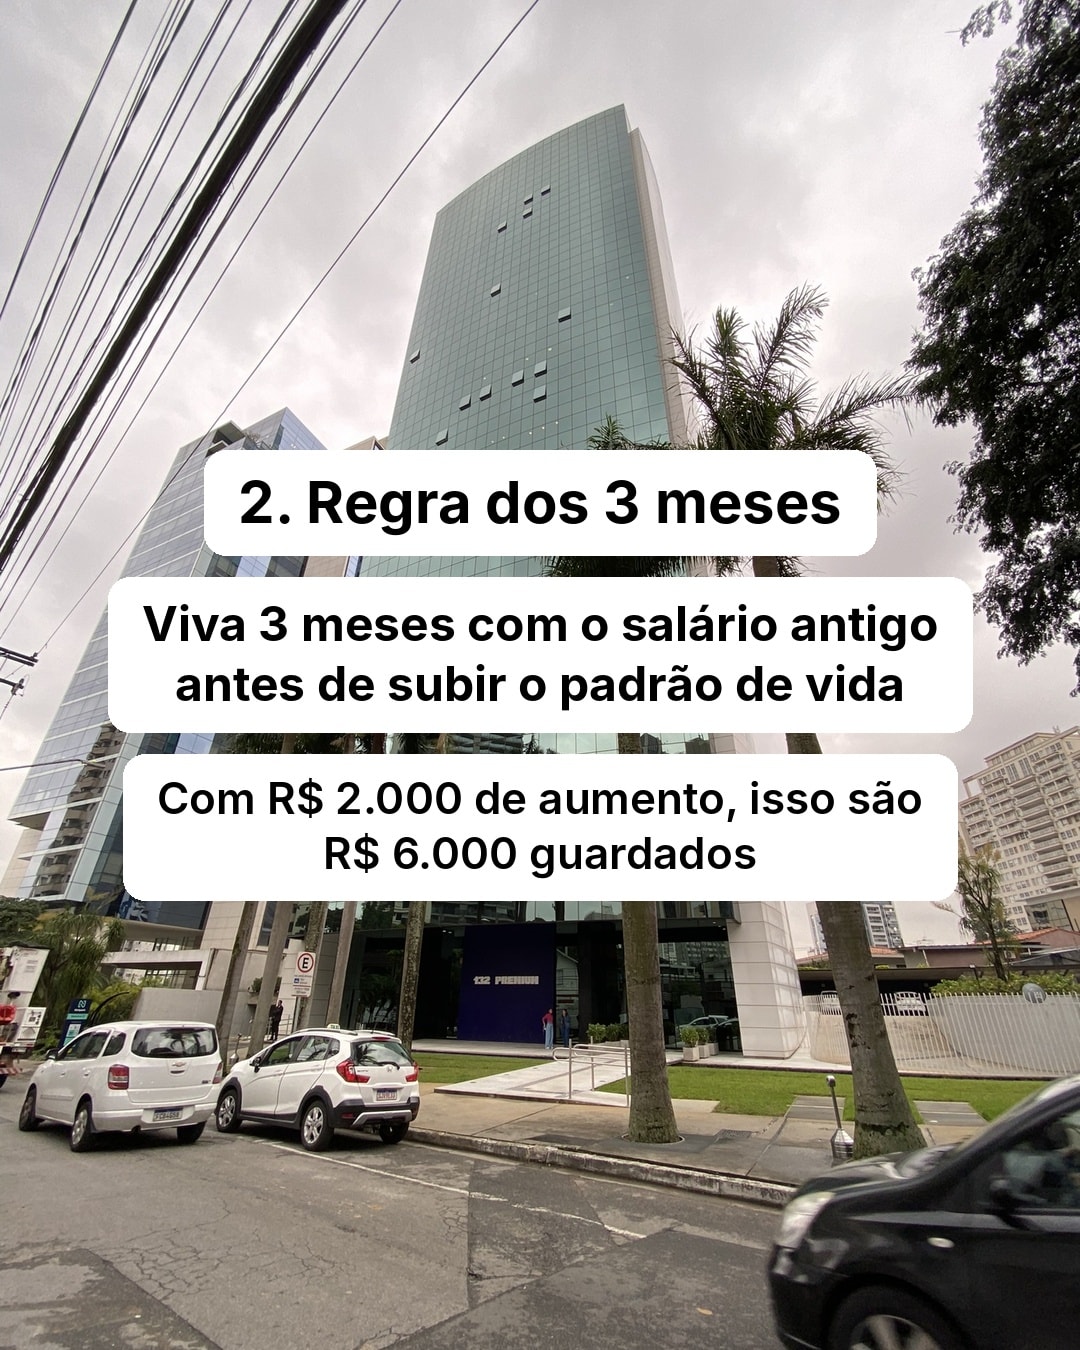 2. Regra dos 3 meses
Viva 3 meses com o salário antigo
antes de subir o padrão de vida
Com R$ 2.000 de aumento, isso são
R$ 6.000 guardados
E
132 PREMIUM